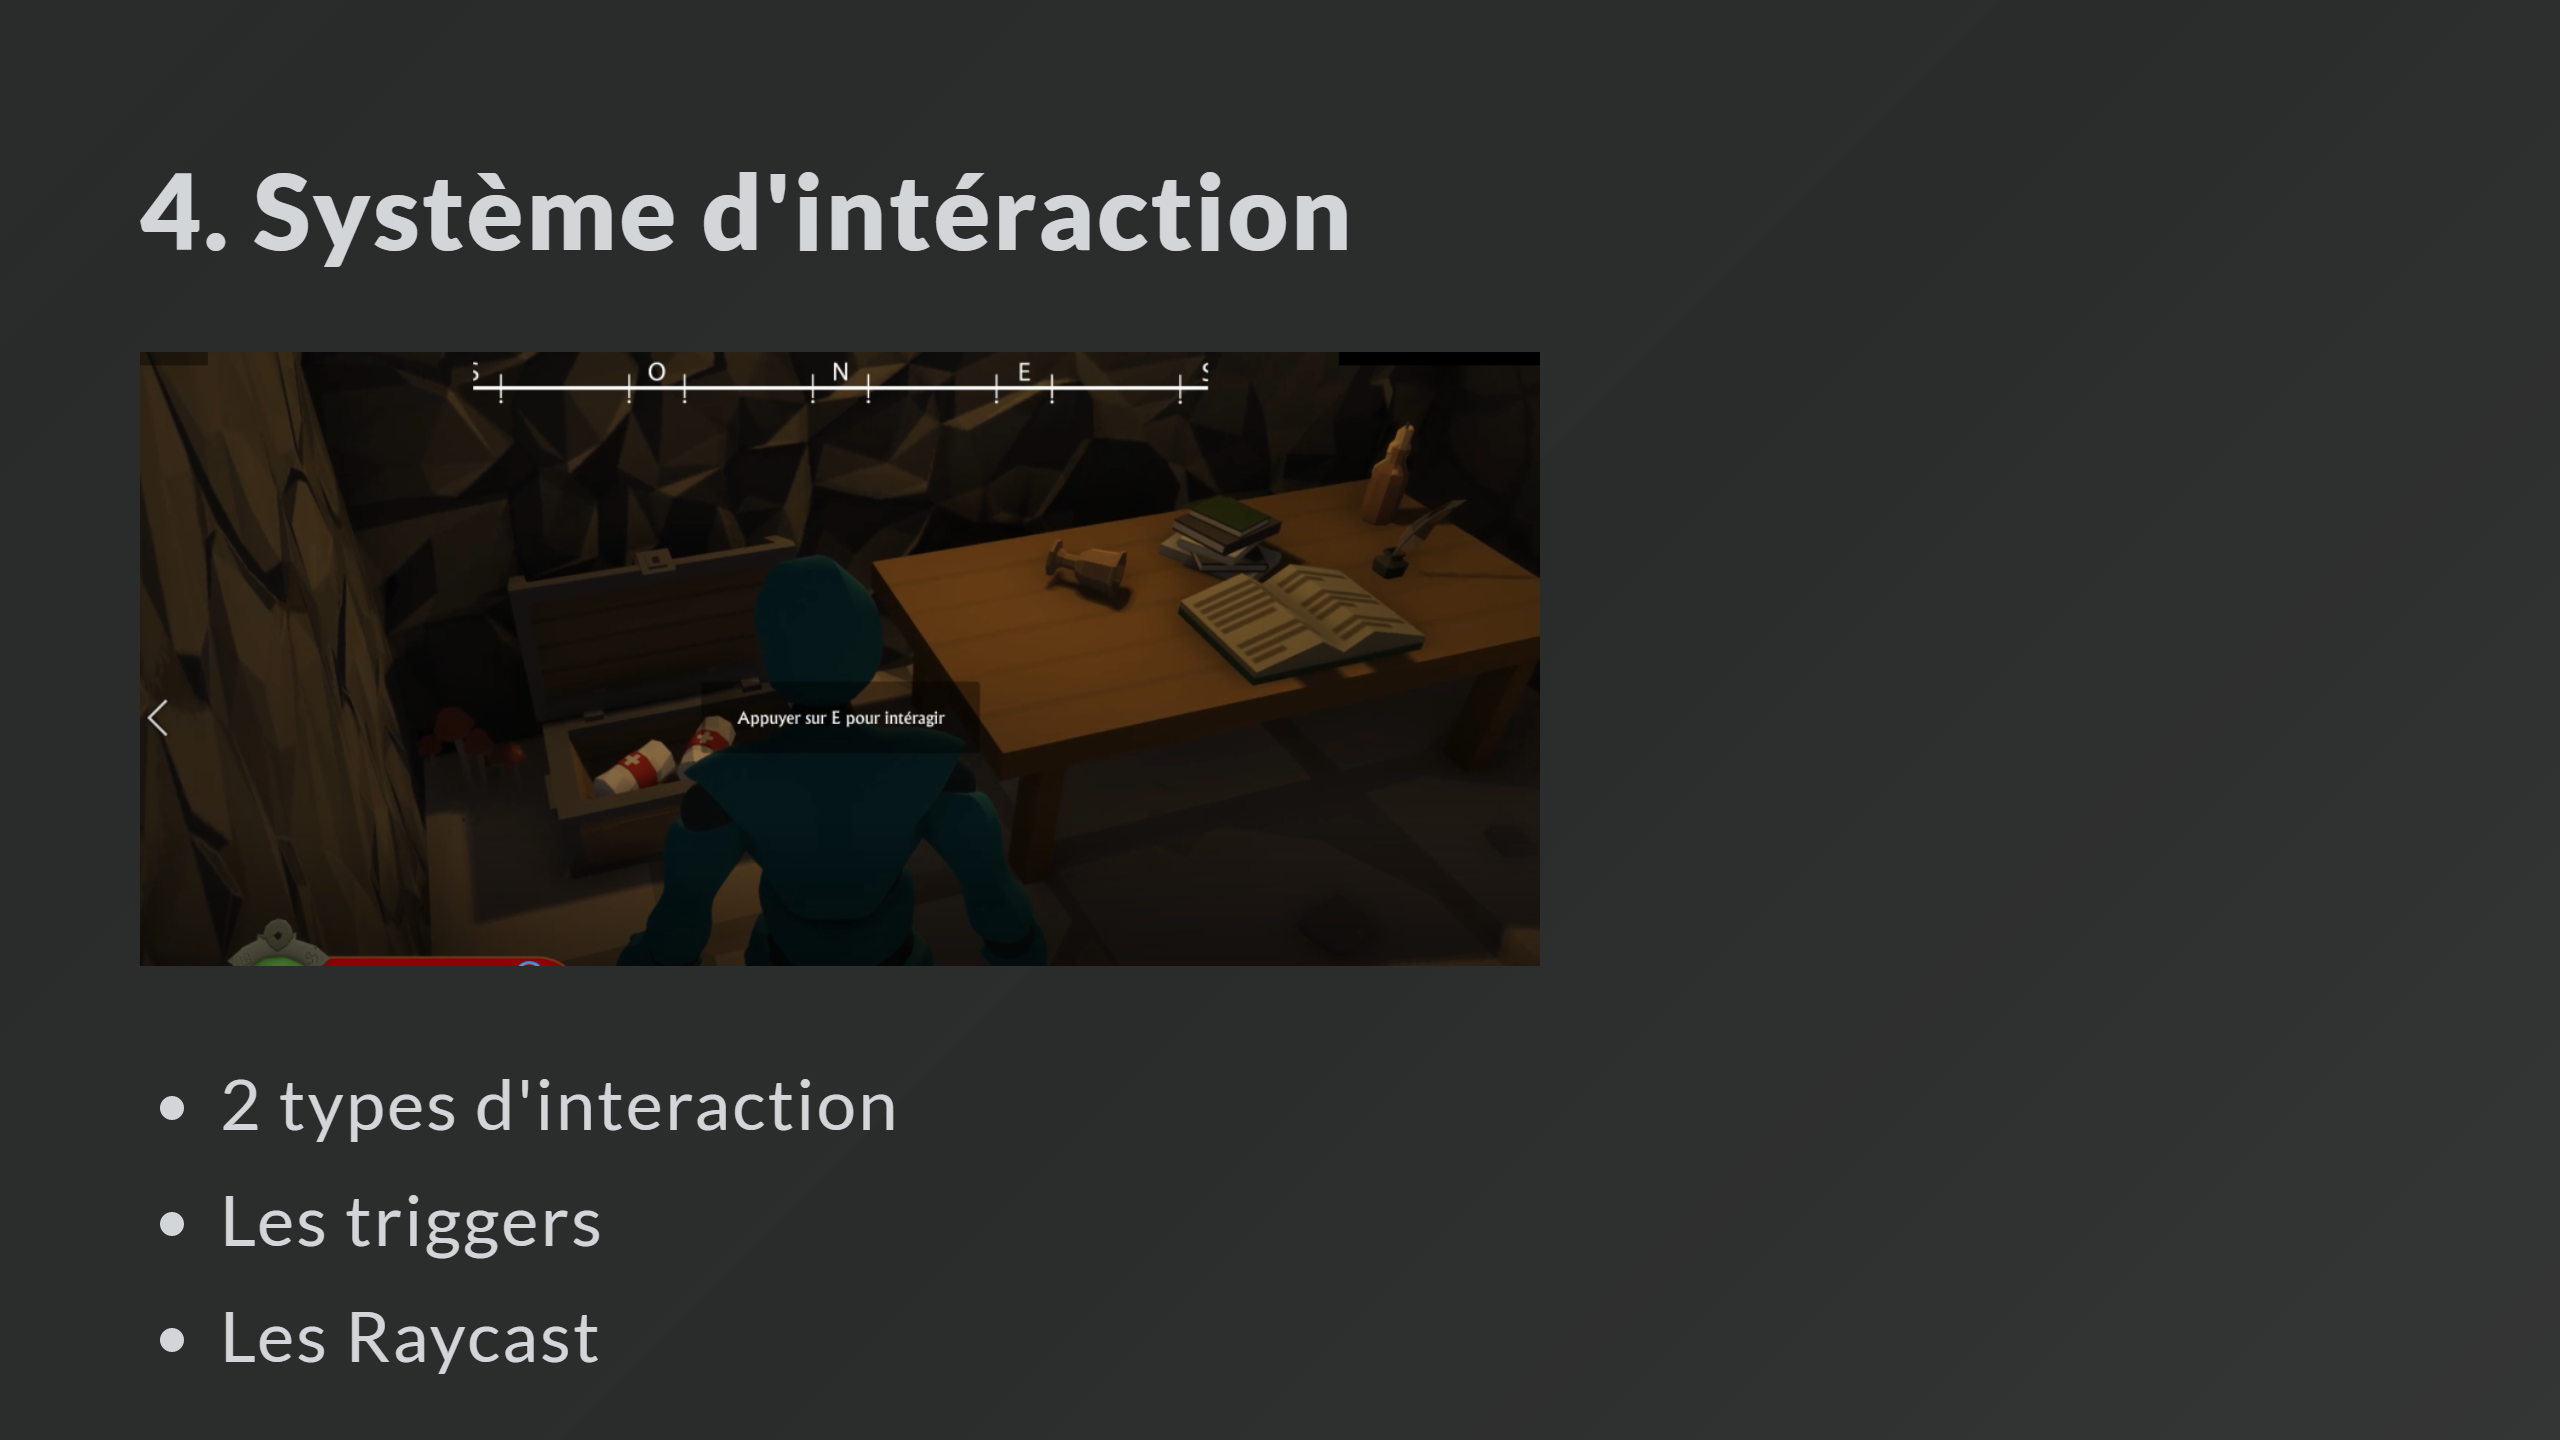 4. Système d'intéraction
S O N E S
Appuyer sur E pour intéragir
2 types d'interaction
Les triggers
Les Raycast